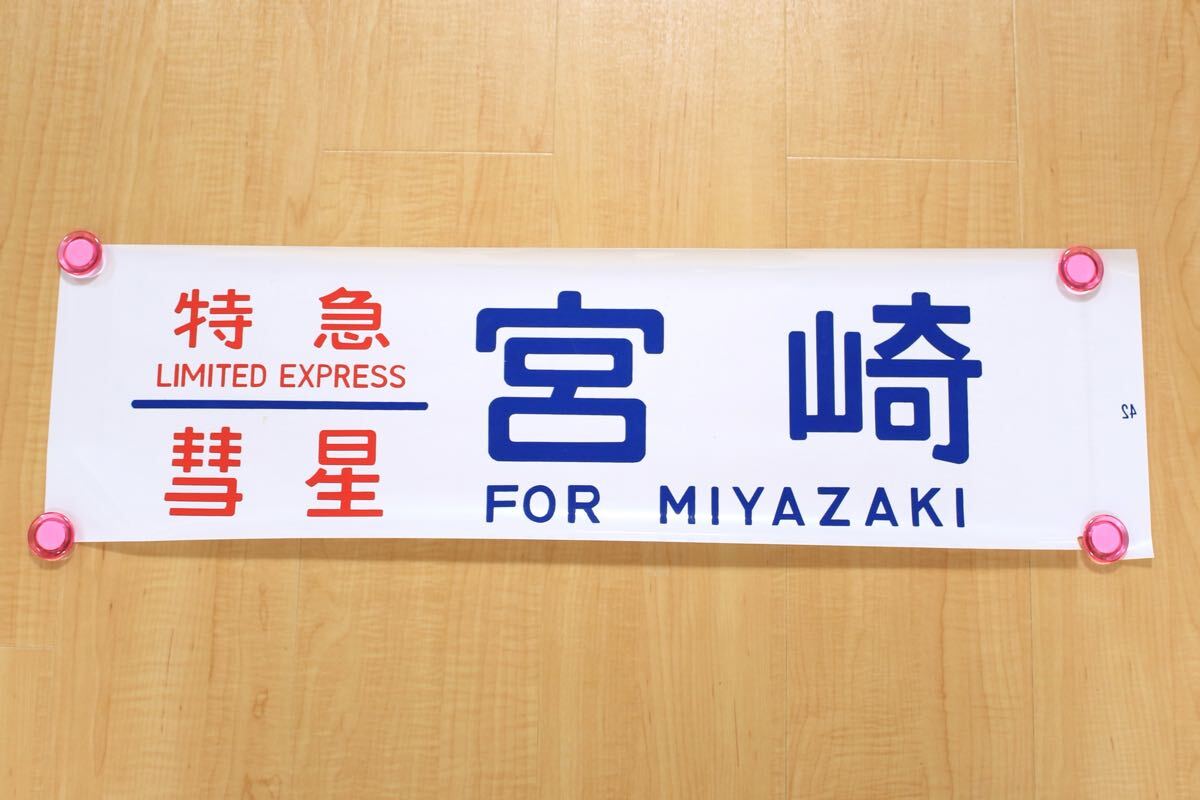 特急
LIMITED EXPRESS
彗星
宮崎
FOR MIYAZAKI
42